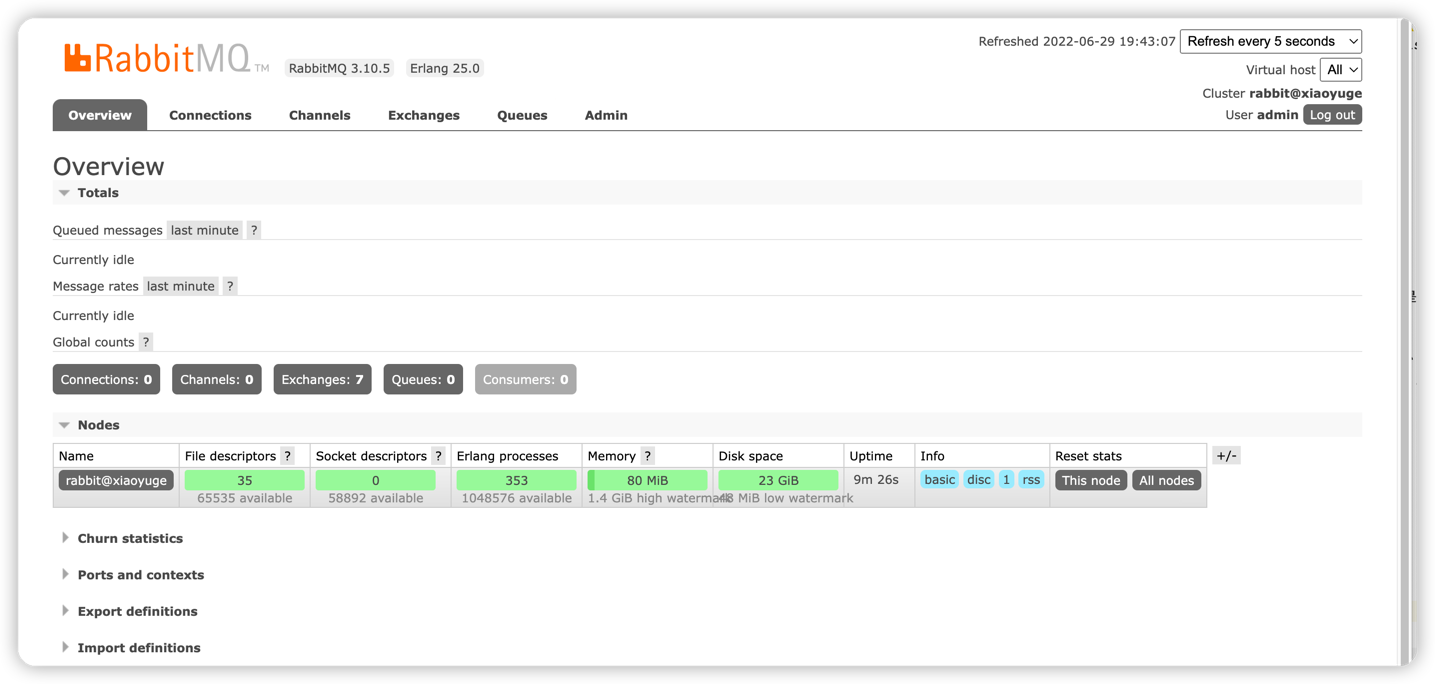 RabbitMQ TM RabbitMQ 3.10.5 Erlang 25.0
Refreshed 2022-06-29 19:43:07 Refresh every 5 seconds
Virtual host All
Cluster rabbit@xiaoyuge
User admin Log out
Overview Connections Channels Exchanges Queues Admin
Overview
Totals
Queued messages last minute ?
Currently idle
Message rates last minute ?
Currently idle
Global counts ?
Connections: 0 Channels: 0 Exchanges: 7 Queues: 0 Consumers: 0
Nodes
Name File descriptors ? Socket descriptors ? Erlang processes Memory ? Disk space Uptime Info Reset stats +/-
rabbit@xiaoyuge 35 0 353 80 MiB 23 GiB 9m 26s basic disc 1 rss This node All nodes
65535 available 58892 available 1048576 available 1.4 GiB high watermark 48 MiB low watermark
Churn statistics
Ports and contexts
Export definitions
Import definitions